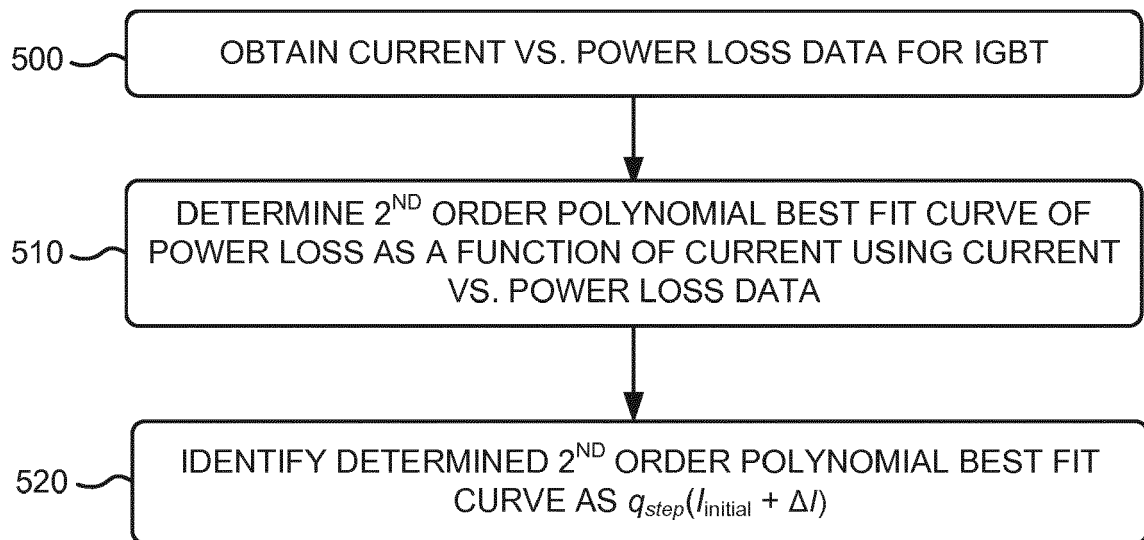 500 OBTAIN CURRENT VS. POWER LOSS DATA FOR IGBT
DETERMINE 2ND ORDER POLYNOMIAL BEST FIT CURVE OF
510 POWER LOSS AS A FUNCTION OF CURRENT USING CURRENT
VS. POWER LOSS DATA
520 IDENTIFY DETERMINED 2ND ORDER POLYNOMIAL BEST FIT
CURVE AS qstep(Iinitial + ΔI)